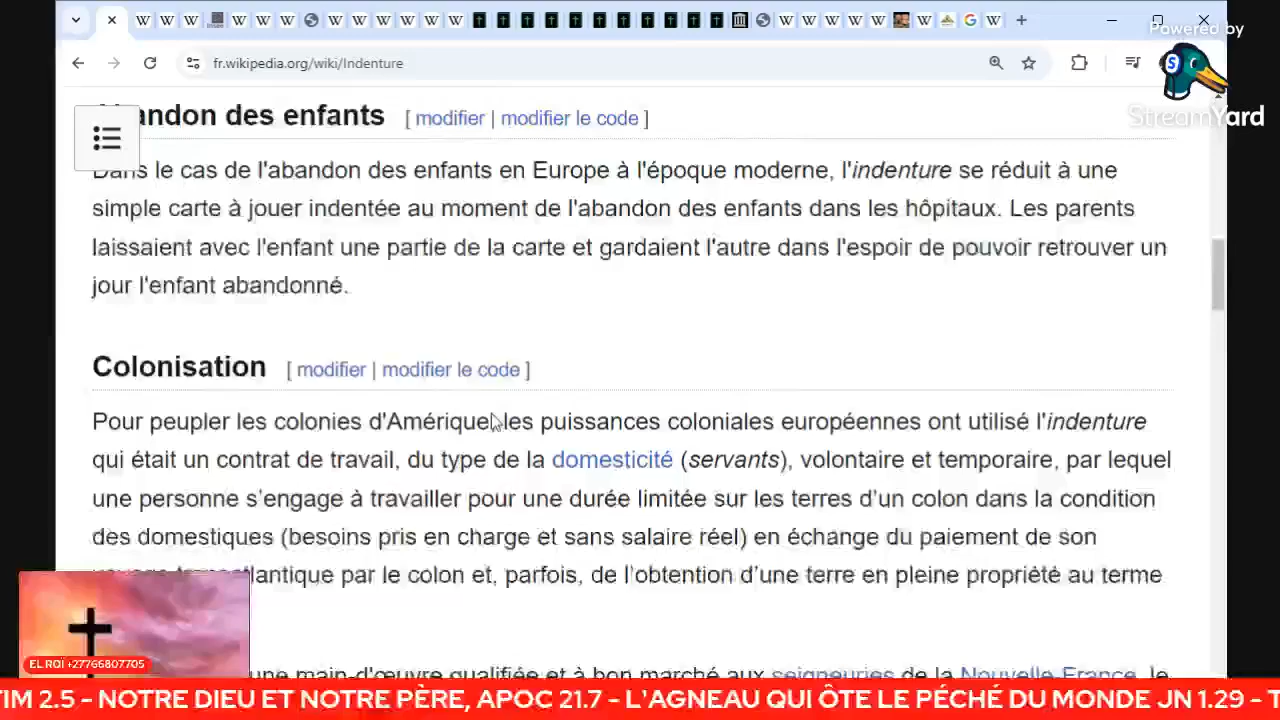 Powered by
fr.wikipedia.org/wiki/Indenture
StreamYard
andon des enfants [ modifier | modifier le code ]
Dans le cas de l'abandon des enfants en Europe à l'époque moderne, l'indenture se réduit à une
simple carte à jouer indentée au moment de l'abandon des enfants dans les hôpitaux. Les parents
laissaient avec l'enfant une partie de la carte et gardaient l'autre dans l'espoir de pouvoir retrouver un
jour l'enfant abandonné.
Colonisation [ modifier | modifier le code ]
Pour peupler les colonies d'Amérique les puissances coloniales européennes ont utilisé l'indenture
qui était un contrat de travail, du type de la domesticité (servants), volontaire et temporaire, par lequel
une personne s'engage à travailler pour une durée limitée sur les terres d'un colon dans la condition
des domestiques (besoins pris en charge et sans salaire réel) en échange du paiement de son
atlantique par le colon et, parfois, de l'obtention d'une terre en pleine propriété au terme
une main-d'œuvre qualifiée et à bon marché aux seigneuries de la Nouvelle-France, le
EL ROI +27766807705
TIM 2.5 - NOTRE DIEU ET NOTRE PÈRE, APOC 21.7 - L'AGNEAU QUI ÔTE LE PÉCHÉ DU MONDE JN 1.29 - T